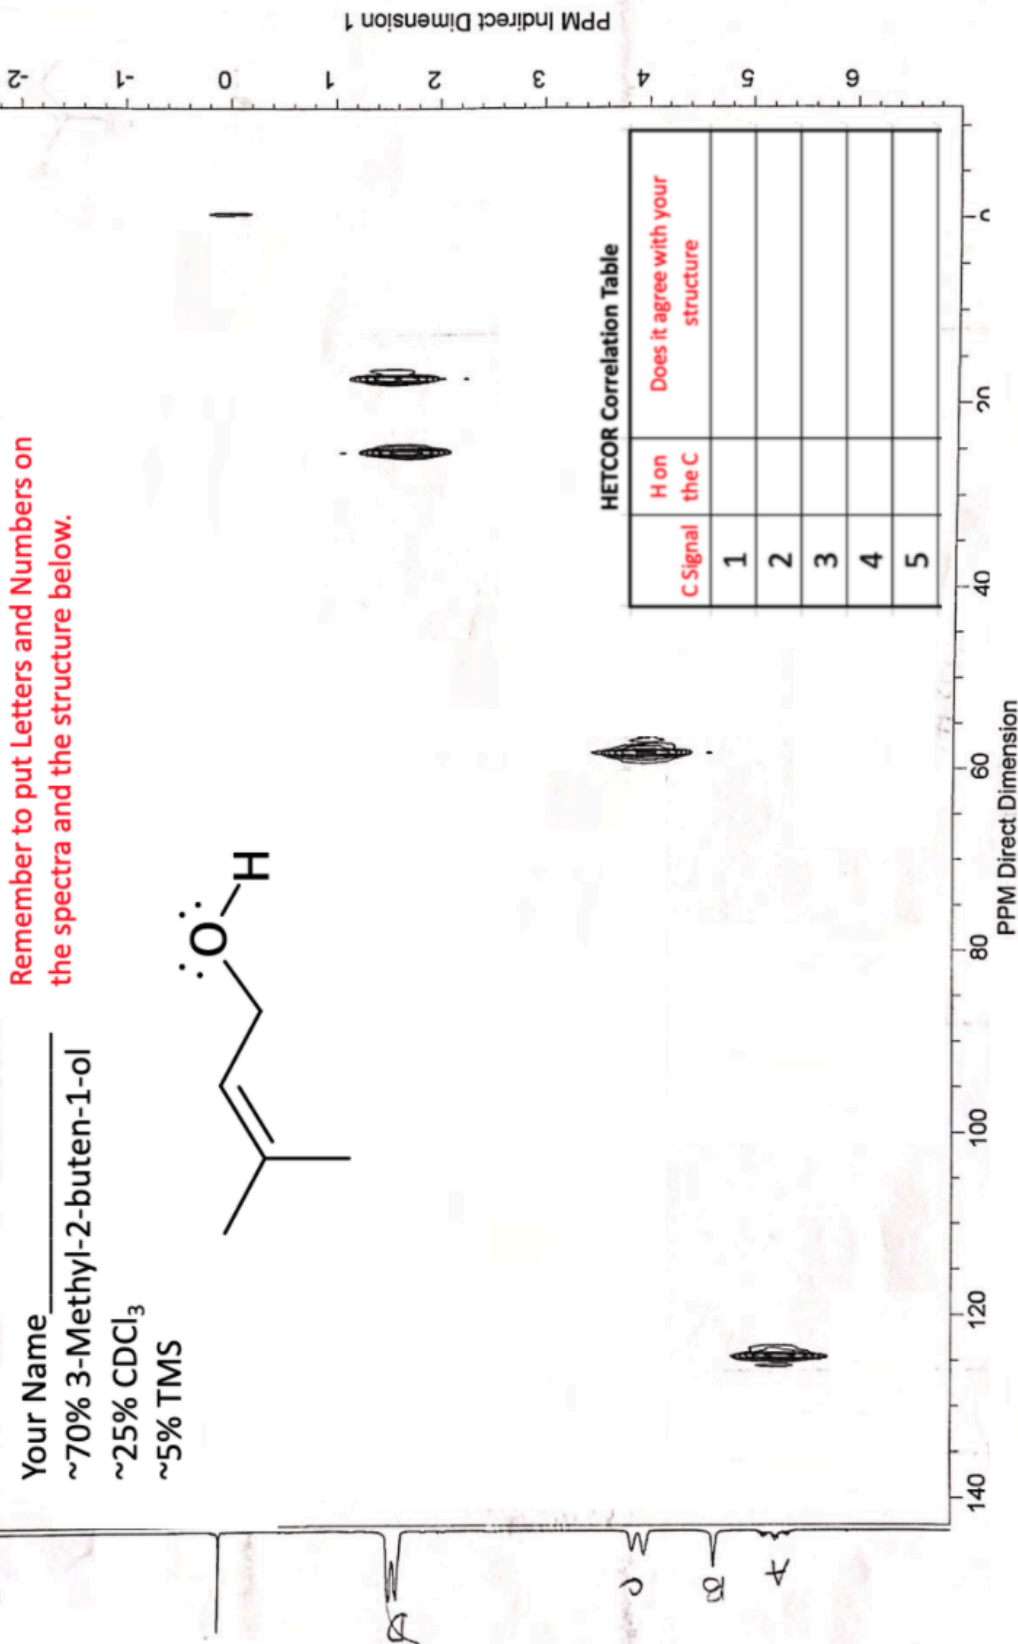 Your Name
Remember to put Letters and Numbers on
the spectra and the structure below.
~70% 3-Methyl-2-buten-1-ol
~25% CDCl₃
~5% TMS
O
H
HETCOR Correlation Table
C Signal
H on
the C
Does it agree with your
structure
1
2
3
4
5
D
C
B
A
140
120
100
80
60
40
20
0
PPM Direct Dimension
-2
-1
0
1
2
3
4
5
6
PPM Indirect Dimension 1